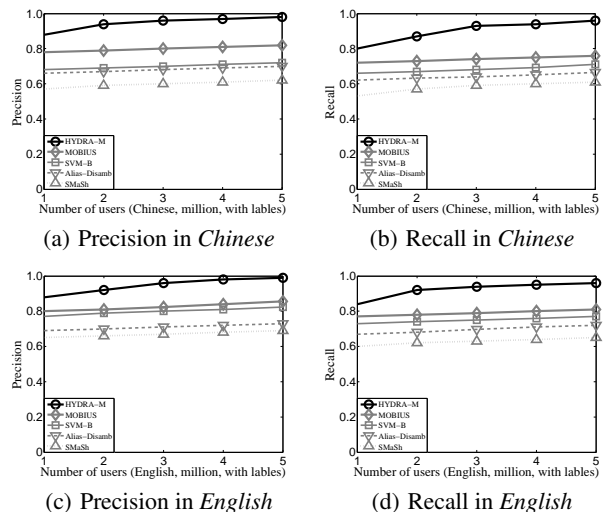 1.0
0.8
0.6
0.4
0.2
0
Precision
HYDRA−M
MOBIUS
SVM−B
Alias−Disamb
SMaSh
1 2 3 4 5
Number of users (Chinese, million, with lables)
(a) Precision in Chinese
1.0
0.8
0.6
0.4
0.2
0
Recall
HYDRA−M
MOBIUS
SVM−B
Alias−Disamb
SMaSh
1 2 3 4 5
Number of users (Chinese, million, with lables)
(b) Recall in Chinese
1.0
0.8
0.6
0.4
0.2
0
Precision
HYDRA−M
MOBIUS
SVM−B
Alias−Disamb
SMaSh
1 2 3 4 5
Number of users (English, million, with lables)
(c) Precision in English
1.0
0.8
0.6
0.4
0.2
0
Recall
HYDRA−M
MOBIUS
SVM−B
Alias−Disamb
SMaSh
1 2 3 4 5
Number of users (English, million, with lables)
(d) Recall in English